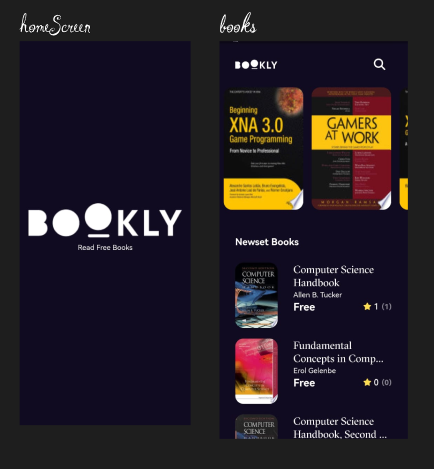 homeScreen
books
BOOKLY
Read Free Books
BOOKLY
Beginning
XNA 3.0
Game Programming
From Novice to Professional
GAMERS
AT WORK
Newset Books
COMPUTER
SCIENCE
Computer Science
Handbook
Allen B. Tucker
Free
1 (1)
Fundamental
Concepts in Comp...
Erol Gelenbe
Free
0 (0)
COMPUTER
SCIENCE
Computer Science
Handbook, Second ...